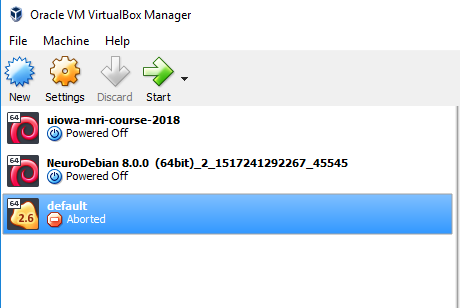 Oracle VM VirtualBox Manager
File Machine Help
New Settings Discard Start
64 uiowa-mri-course-2018
Powered Off
64 NeuroDebian 8.0.0 (64bit)_2_1517241292267_45545
Powered Off
64 default
2.6 Aborted